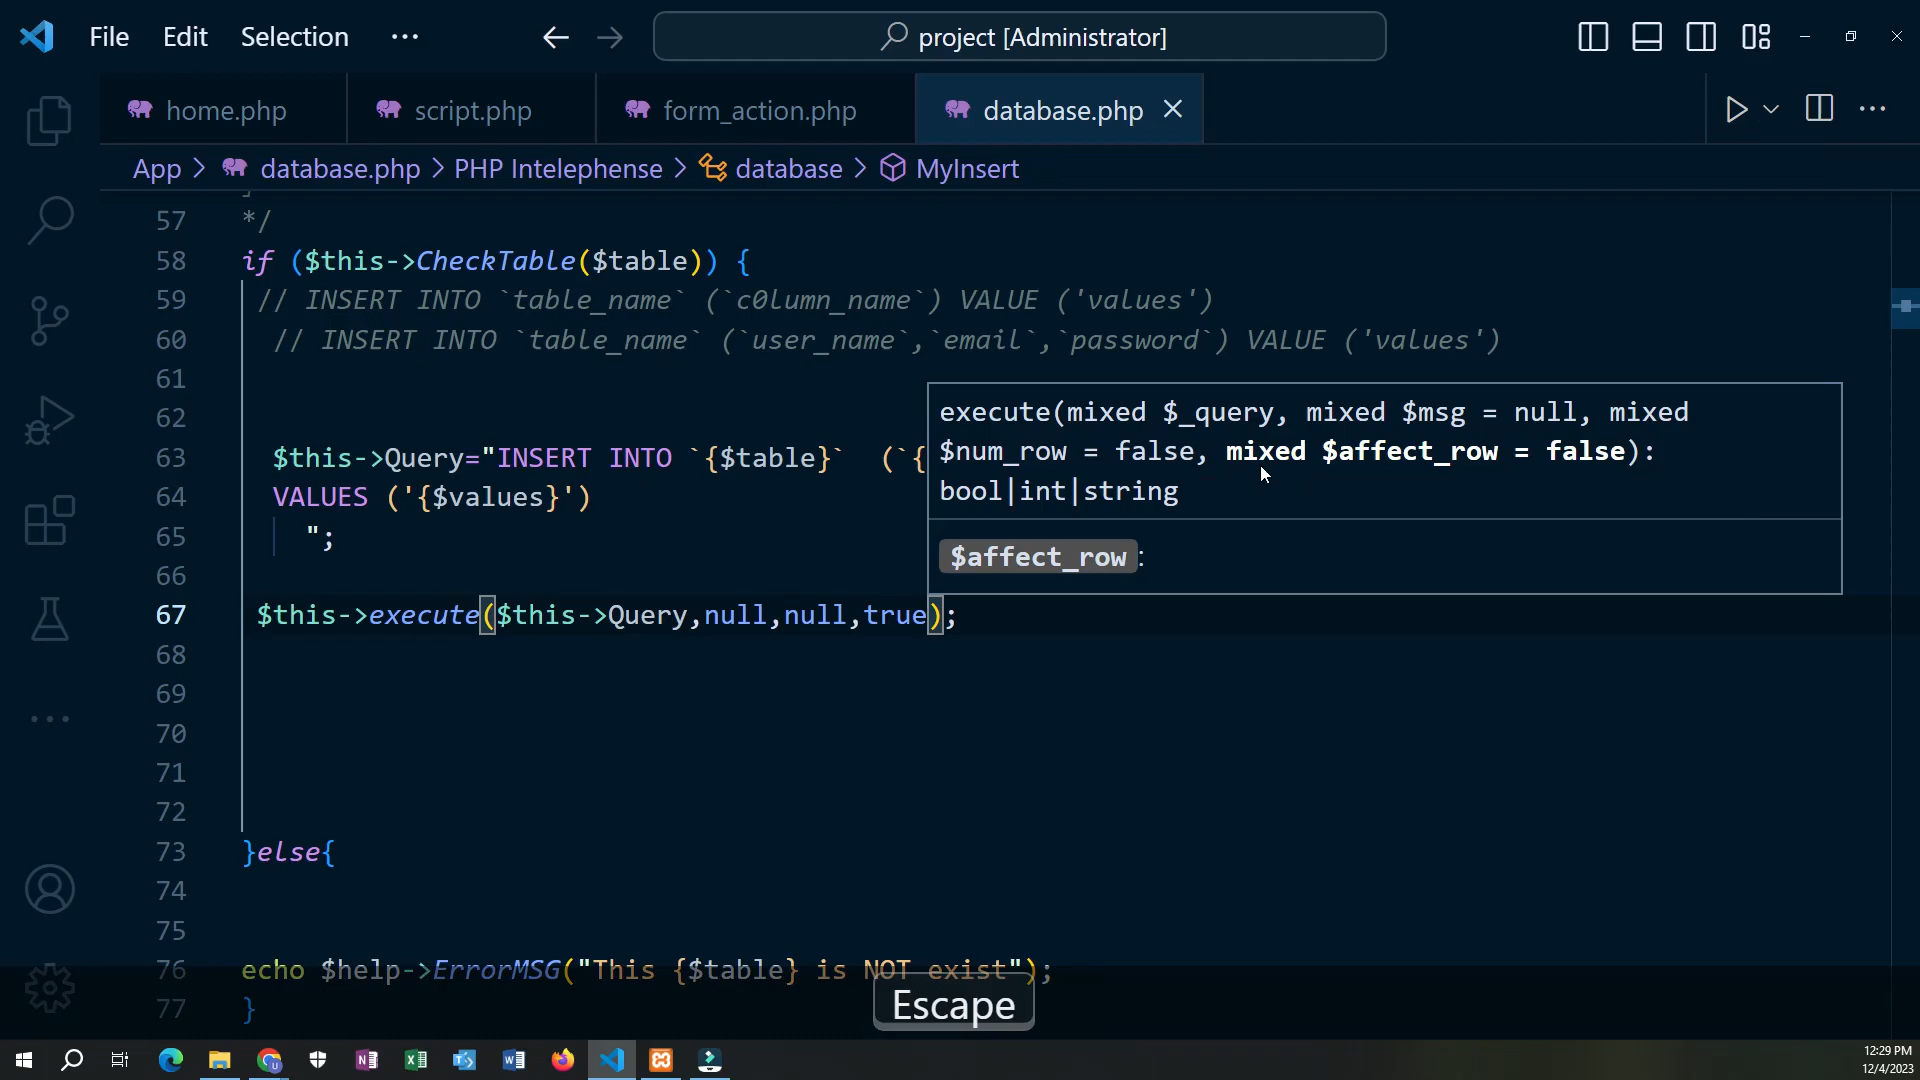 File Edit Selection ··· project [Administrator]
home.php script.php form_action.php database.php
App > database.php > PHP Intelephense > database > MyInsert
57 */
58 if ($this->CheckTable($table)) {
59 // INSERT INTO `table_name` (`c0lumn_name`) VALUE ('values')
60 // INSERT INTO `table_name` (`user_name`,`email`,`password`) VALUE ('values')
61
62
63 $this->Query="INSERT INTO `{$table}` (`{
64 VALUES ('{$values}')
65 ";
66
67 $this->execute($this->Query,null,null,true);
68
69
70
71
72
73 }else{
74
75
76 echo $help->ErrorMSG("This {$table} is NOT exist");
77 }
execute(mixed $_query, mixed $msg = null, mixed
$num_row = false, mixed $affect_row = false):
bool|int|string
$affect_row:
Escape
12:29 PM
12/4/2023